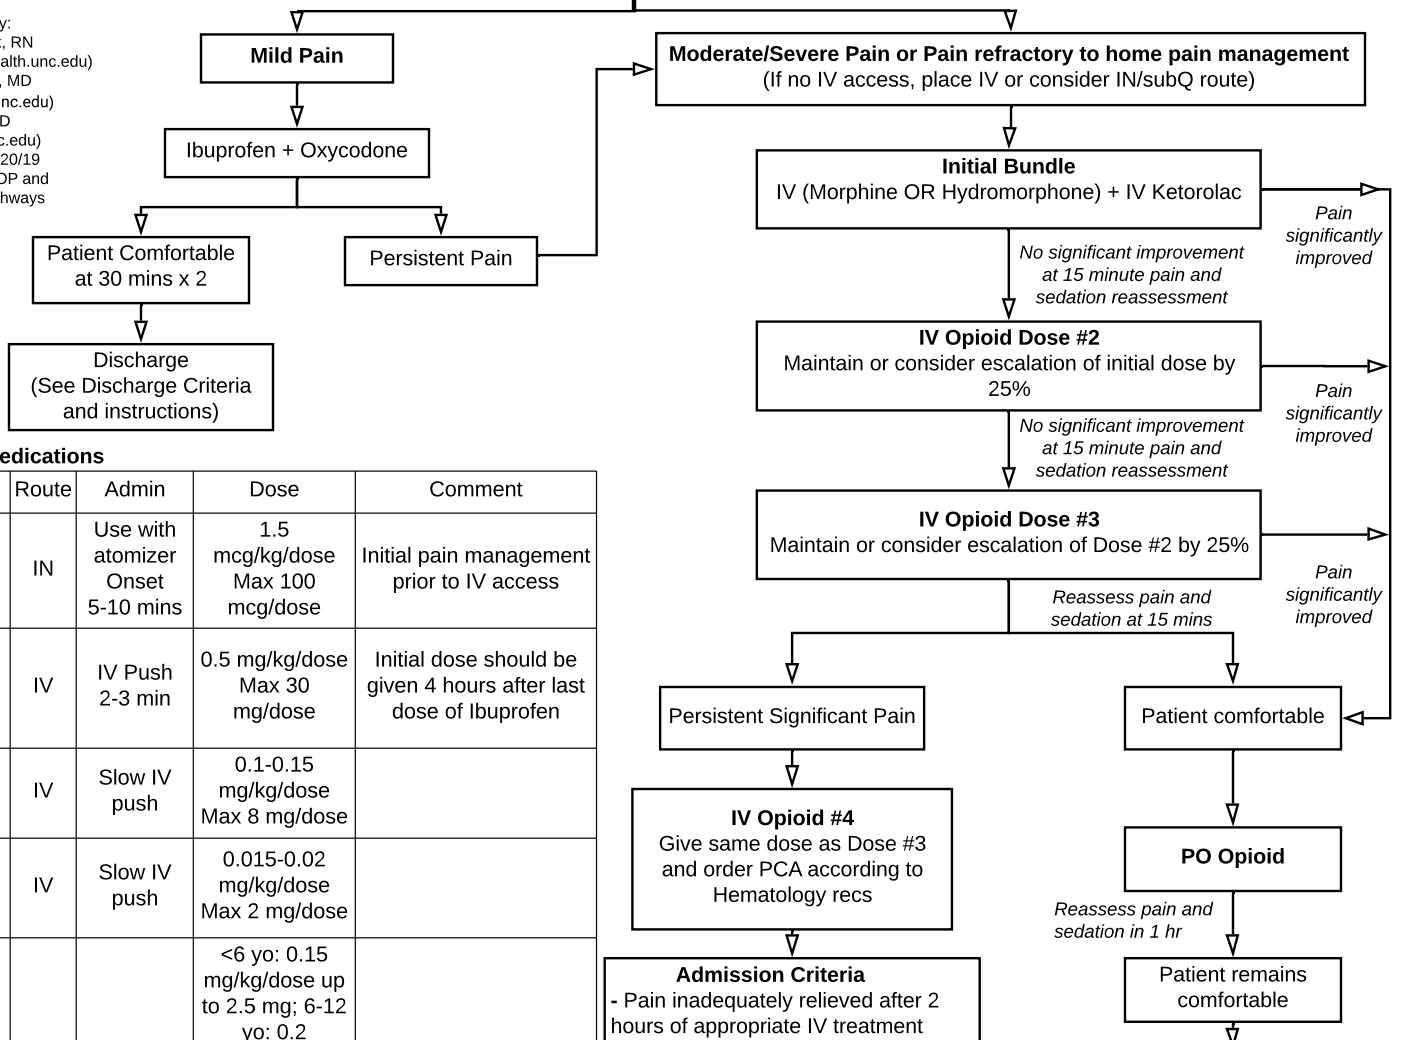 y:
, RN
alth.unc.edu)
, MD
nc.edu)
D
c.edu)
20/19
OP and
hways
Mild Pain
Ibuprofen + Oxycodone
Patient Comfortable
at 30 mins x 2
Persistent Pain
Discharge
(See Discharge Criteria
and instructions)
Moderate/Severe Pain or Pain refractory to home pain management
(If no IV access, place IV or consider IN/subQ route)
Initial Bundle
IV (Morphine OR Hydromorphone) + IV Ketorolac
Pain
significantly
improved
No significant improvement
at 15 minute pain and
sedation reassessment
IV Opioid Dose #2
Maintain or consider escalation of initial dose by
25%
Pain
significantly
improved
No significant improvement
at 15 minute pain and
sedation reassessment
IV Opioid Dose #3
Maintain or consider escalation of Dose #2 by 25%
Pain
significantly
improved
Reassess pain and
sedation at 15 mins
Persistent Significant Pain
Patient comfortable
IV Opioid #4
Give same dose as Dose #3
and order PCA according to
Hematology recs
PO Opioid
Reassess pain and
sedation in 1 hr
Patient remains
comfortable
Admission Criteria
- Pain inadequately relieved after 2
hours of appropriate IV treatment
edications
Route
Admin
Dose
Comment
IN
Use with
atomizer
Onset
5-10 mins
1.5
mcg/kg/dose
Max 100
mcg/dose
Initial pain management
prior to IV access
IV
IV Push
2-3 min
0.5 mg/kg/dose
Max 30
mg/dose
Initial dose should be
given 4 hours after last
dose of Ibuprofen
IV
Slow IV
push
0.1-0.15
mg/kg/dose
Max 8 mg/dose
IV
Slow IV
push
0.015-0.02
mg/kg/dose
Max 2 mg/dose
<6 yo: 0.15
mg/kg/dose up
to 2.5 mg; 6-12
yo: 0.2